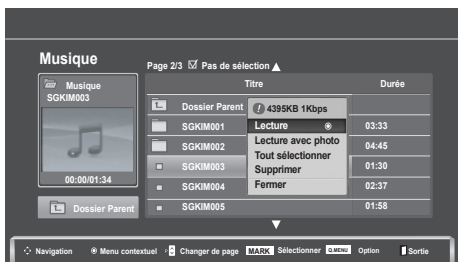 Musique
Page 2/3 Pas de sélection
Musique
SGKIM003
00:00/01:34
Dossier Parent
Titre Durée
Dossier Parent
SGKIM001 03:33
SGKIM002 04:45
SGKIM003 01:30
SGKIM004 02:37
SGKIM005 01:58
4395KB 1Kbps
Lecture
Lecture avec photo
Tout sélectionner
Supprimer
Fermer
Navigation Menu contextuel P Changer de page MARK Sélectionner Q.MENU Option Sortie